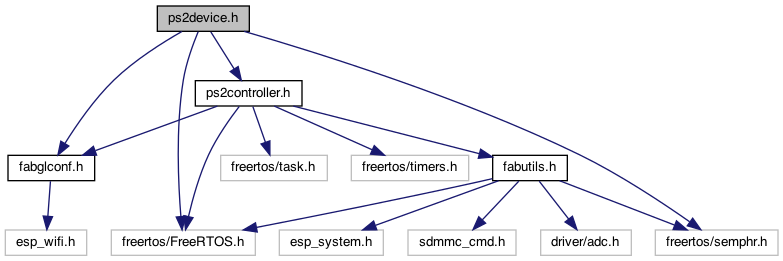 ps2device.h
ps2controller.h
fabglconf.h
freertos/task.h
freertos/timers.h
fabutils.h
esp_wifi.h
freertos/FreeRTOS.h
esp_system.h
sdmmc_cmd.h
driver/adc.h
freertos/semphr.h